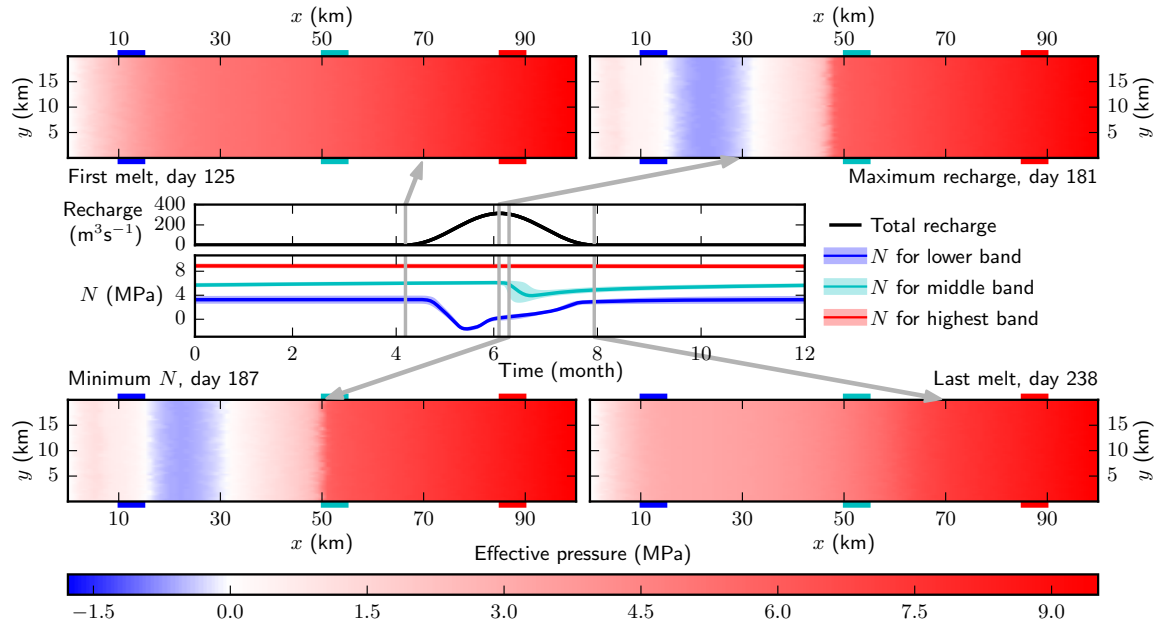 x (km)
x (km)
10 30 50 70 90
10 30 50 70 90
y (km)
15
10
5
15
10
5
y (km)
First melt, day 125
Maximum recharge, day 181
Recharge
(m³s⁻¹)
400
200
0
Total recharge
N for lower band
N for middle band
N for highest band
N (MPa)
8
4
0
0 2 4 6 8 10 12
Time (month)
Minimum N, day 187
Last melt, day 238
y (km)
15
10
5
15
10
5
y (km)
10 30 50 70 90
10 30 50 70 90
x (km)
x (km)
Effective pressure (MPa)
−1.5 0.0 1.5 3.0 4.5 6.0 7.5 9.0